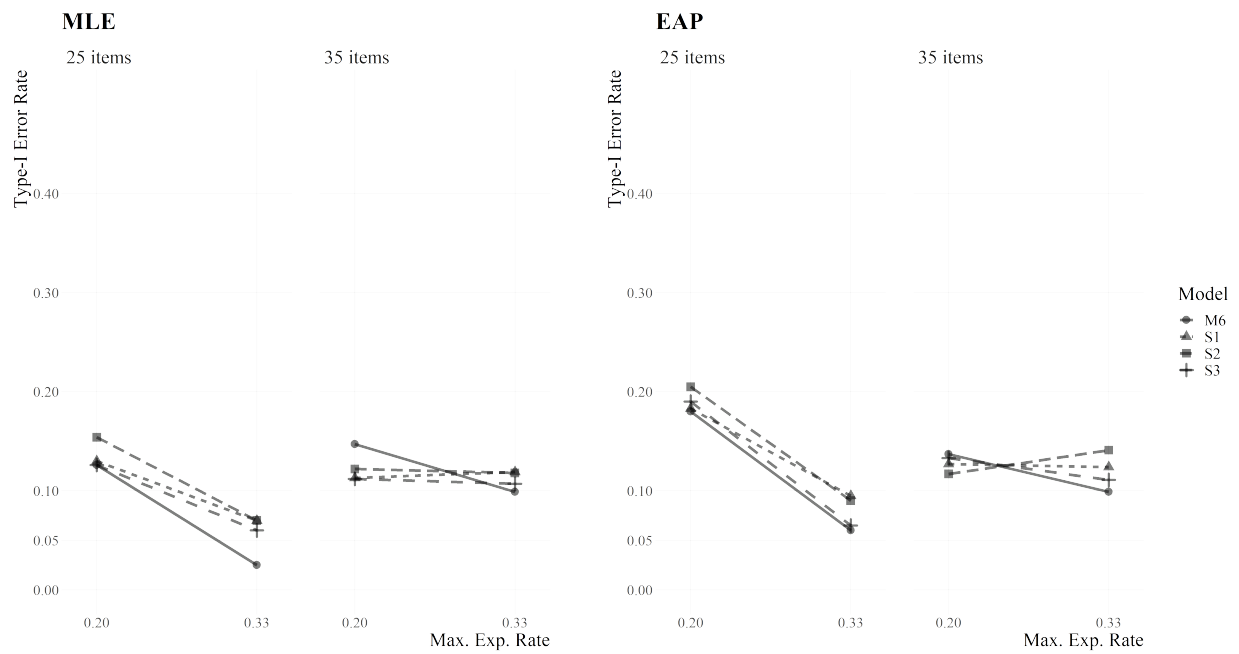 MLE
25 items
35 items
Type-I Error Rate
0.40
0.30
0.20
0.10
0.05
0.00
0.20
0.33
0.20
0.33
Max. Exp. Rate
EAP
25 items
35 items
Type-I Error Rate
0.40
0.30
0.20
0.10
0.05
0.00
0.20
0.33
0.20
0.33
Max. Exp. Rate
Model
M6
S1
S2
S3